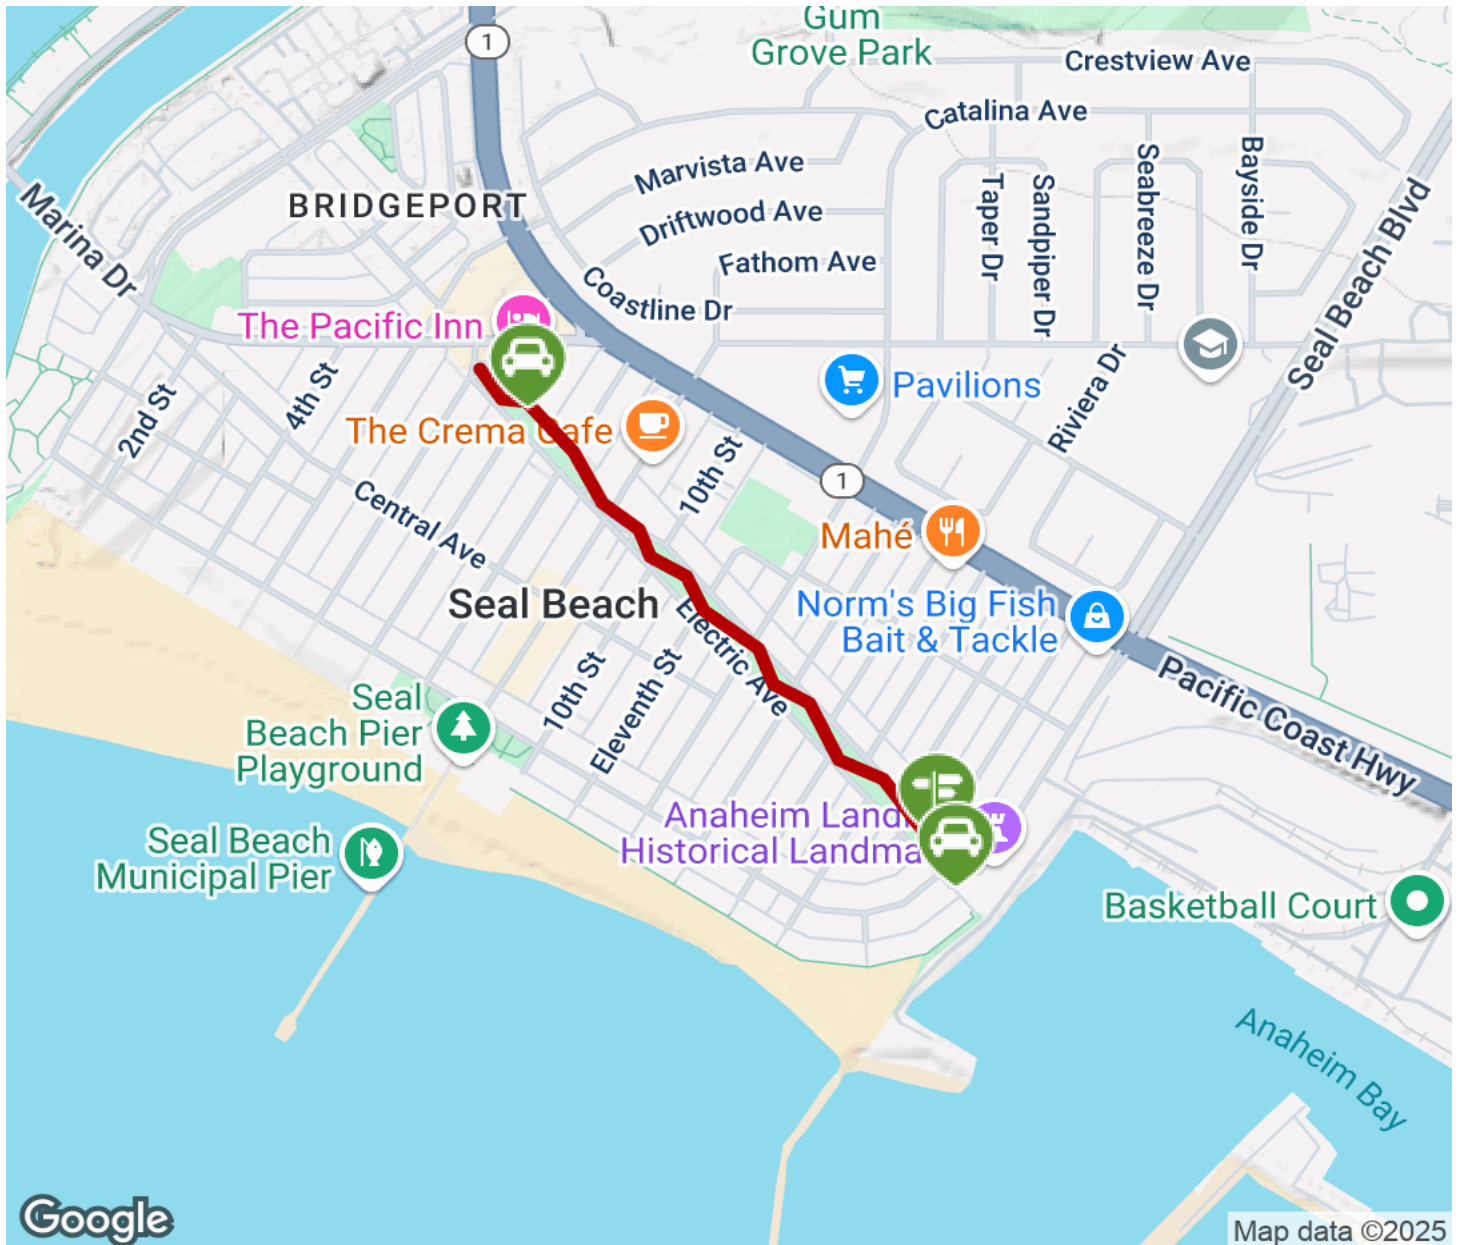 Gum
Grove Park
1
Crestview Ave
Catalina Ave
Marvista Ave
Bayside Dr
Seabreeze Dr
Taper Dr
Sandpiper Dr
Seal Beach Blvd
BRIDGEPORT
Marina Dr
Driftwood Ave
Fathom Ave
Coastline Dr
The Pacific Inn
4th St
2nd St
Pavilions
Riviera Dr
The Crema Cafe
10th St
1
Central Ave
Mahé
Seal Beach
Electric Ave
Norm's Big Fish
Bait & Tackle
10th St
Eleventh St
Pacific Coast Hwy
Seal
Beach Pier
Playground
Anaheim Land
Historical Landma
Seal Beach
Municipal Pier
Basketball Court
Anaheim Bay
Google
Map data ©2025